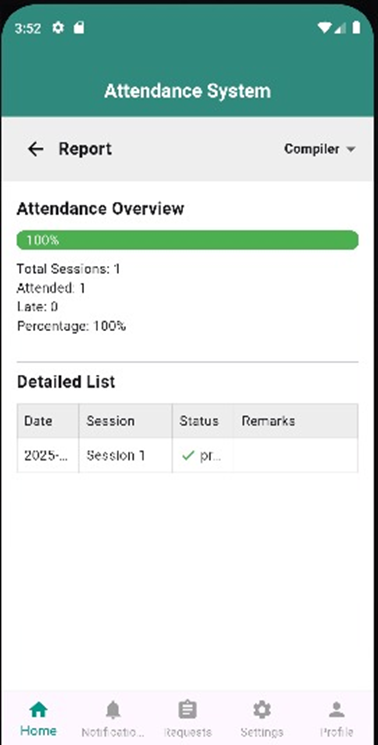 3:52
Attendance System
Report
Compiler
Attendance Overview
100%
Total Sessions: 1
Attended: 1
Late: 0
Percentage: 100%
Detailed List
Date Session Status Remarks
2025-... Session 1 pr...
Home Notificatio... Requests Settings Profile